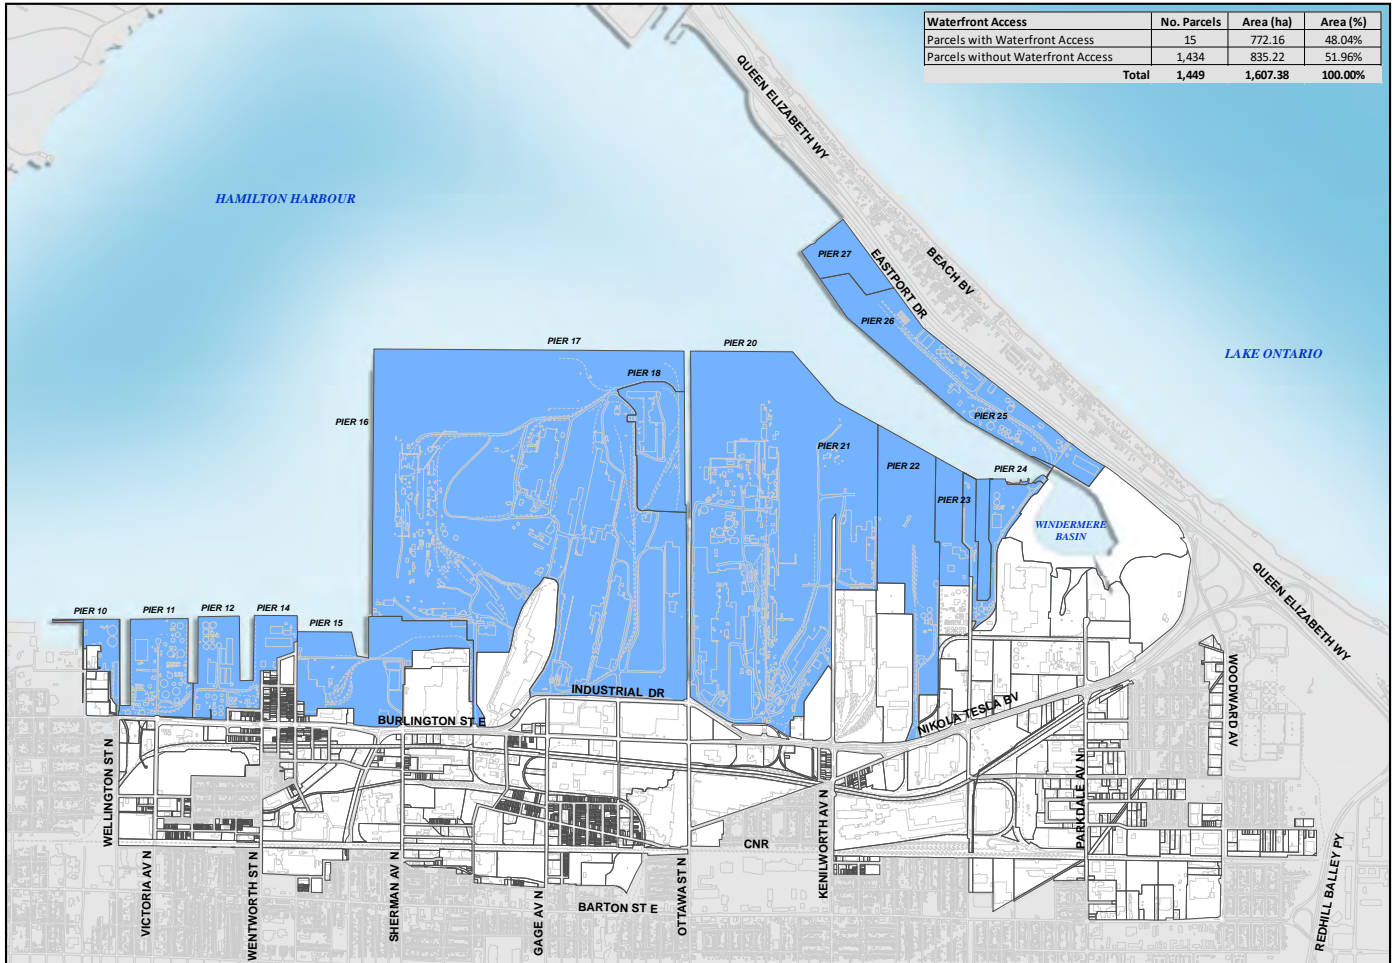 Waterfront Access No. Parcels Area (ha) Area (%)
Parcels with Waterfront Access 15 772.16 48.04%
Parcels without Waterfront Access 1,434 835.22 51.96%
Total 1,449 1,607.38 100.00%
QUEEN ELIZABETH WY
HAMILTON HARBOUR
PIER 27
EASTPORT DR
BEACH BV
PIER 26
LAKE ONTARIO
PIER 17
PIER 20
PIER 18
PIER 16
PIER 25
PIER 21
PIER 22
PIER 24
PIER 23
WINDERMERE
BASIN
QUEEN ELIZABETH WY
PIER 10
PIER 11
PIER 12
PIER 14
PIER 15
INDUSTRIAL DR
BURLINGTON ST E
NIKOLA TESLA BV
WOODWARD AV
WELLINGTON ST N
PARKDALE AV N
KENILWORTH AV N
CNR
VICTORIA AV N
WENTWORTH ST N
SHERMAN AV N
GAGE AV N
OTTAWA ST N
BARTON ST E
REDHILL BALLEY PY